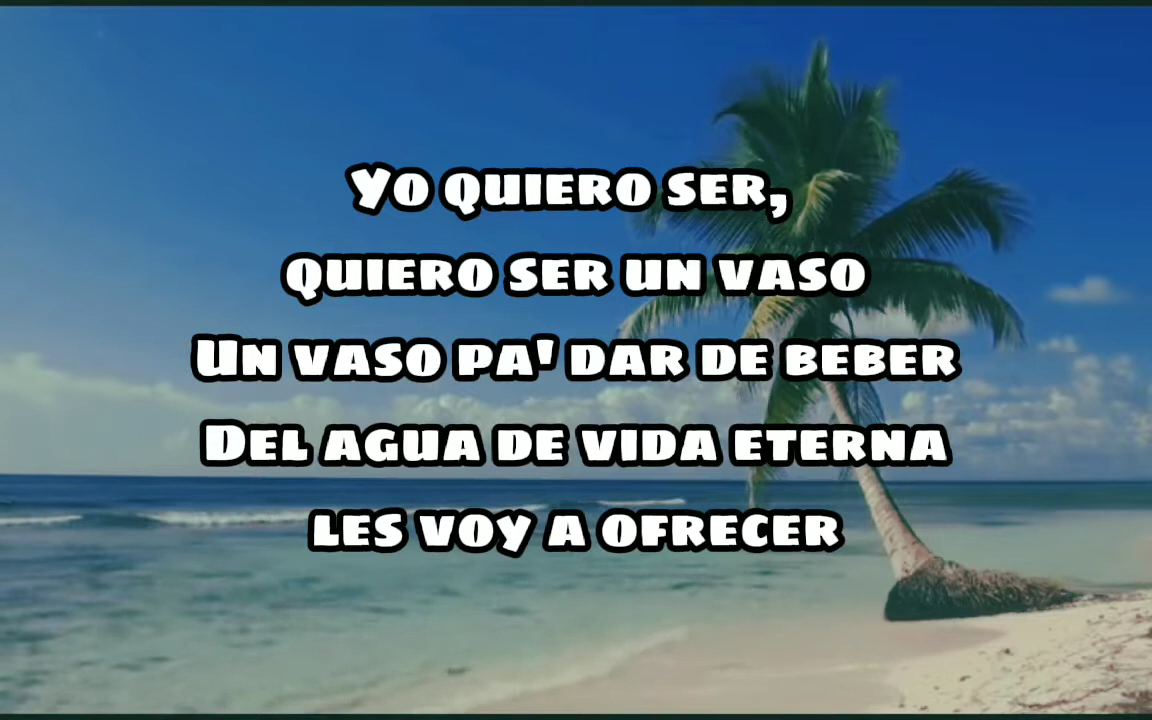 Yo quiero ser,
quiero ser un vaso
Un vaso pa' dar de beber
Del agua de vida eterna
les voy a ofrecer